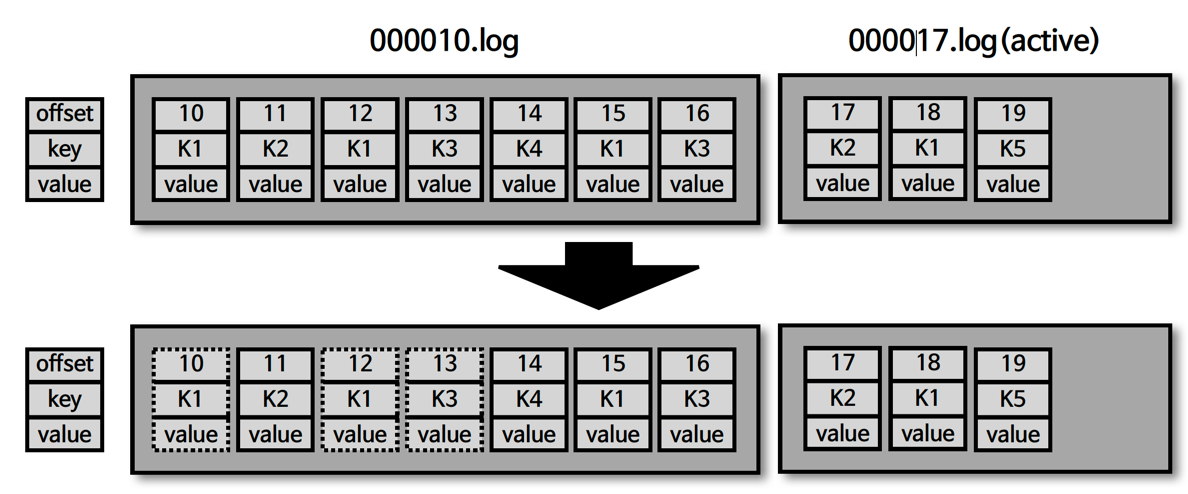 000010.log 000017.log(active)
offset 10 11 12 13 14 15 16 17 18 19
key K1 K2 K1 K3 K4 K1 K3 K2 K1 K5
value value value value value value value value value value value
offset 10 11 12 13 14 15 16 17 18 19
key K1 K2 K1 K3 K4 K1 K3 K2 K1 K5
value value value value value value value value value value value